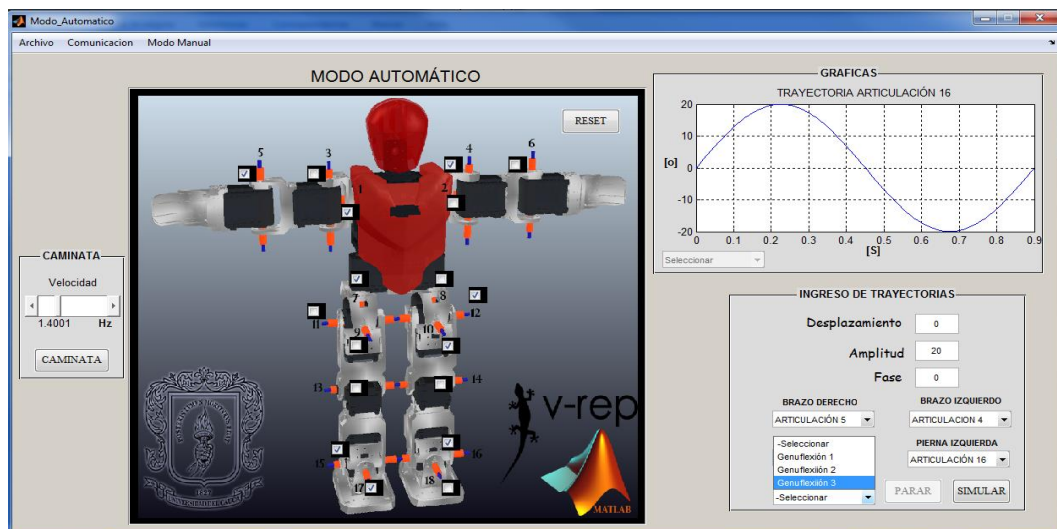 Modo_Automatico
Archivo Comunicacion Modo Manual
MODO AUTOMÁTICO
RESET
5
3
4
6
1
2
7
8
11
12
9
10
13
14
15
16
17
18
1827
v-rep
MATLAB
CAMINATA
Velocidad
1.4001 Hz
CAMINATA
GRAFICAS
TRAYECTORIA ARTICULACIÓN 16
20
10
[o]
0
-10
-20
0 0.1 0.2 0.3 0.4 0.5 0.6 0.7 0.8 0.9
[S]
Seleccionar
INGRESO DE TRAYECTORIAS
Desplazamiento 0
Amplitud 20
Fase 0
BRAZO DERECHO BRAZO IZQUIERDO
ARTICULACIÓN 5 ARTICULACION 4
-Seleccionar
Genuflexión 1
Genuflexiión 2
Genuflexiión 3
-Seleccionar
PIERNA IZQUIERDA
ARTICULACIÓN 16
PARAR SIMULAR